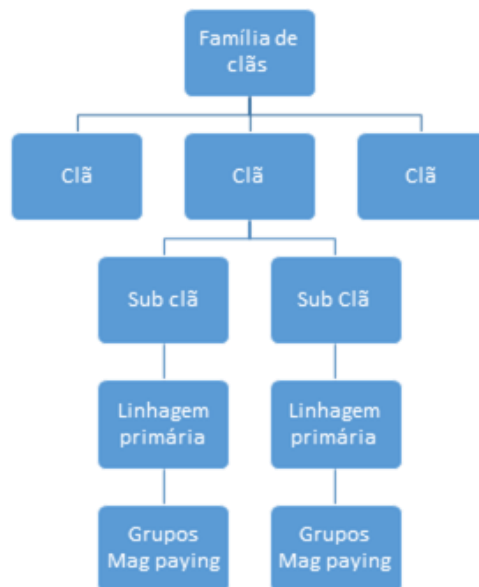 Família de
clãs
Clã
Clã
Clã
Sub clã
Sub Clã
Linhagem
primária
Linhagem
primária
Grupos
Mag paying
Grupos
Mag paying